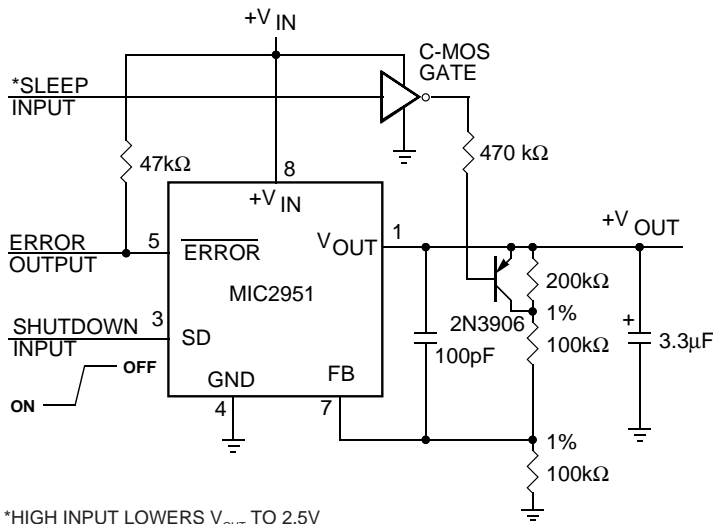 +V IN
C-MOS
GATE
*SLEEP
INPUT
470 kΩ
47kΩ
8
+V IN
+V OUT
ERROR
OUTPUT
5
ERROR
V OUT
1
200kΩ
MIC2951
2N3906
1%
SHUTDOWN
INPUT
3
SD
100pF
100kΩ
+
3.3µF
OFF
ON
GND
FB
4
7
1%
100kΩ
*HIGH INPUT LOWERS V OUT TO 2.5V